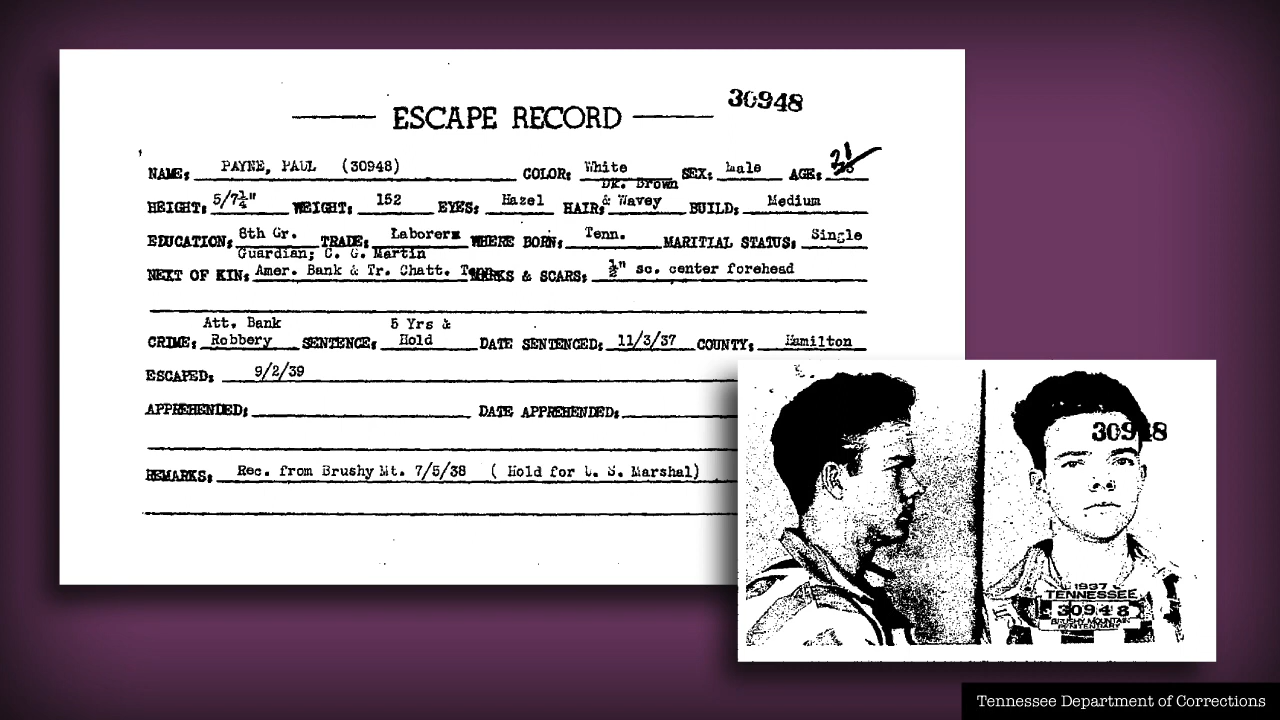 30948
ESCAPE RECORD
NAME: PAYNE, PAUL (30948) COLOR: White SEX: Male AGE: 21
HEIGHT: 5/7¼" WEIGHT: 152 EYES: Hazel HAIR: Dk. Brown & Wavey BUILD: Medium
EDUCATION: 8th Gr. TRADE: Laborer WHERE BORN: Tenn. MARITIAL STATUS: Single
Guardian; C. G. Martin
NEXT OF KIN: Amer. Bank & Tr. Chatt. Tenn MARKS & SCARS: ½" sc. center forehead
Att. Bank 5 Yrs &
CRIME: Robbery SENTENCE: Hold DATE SENTENCED: 11/3/37 COUNTY: Hamilton
ESCAPED: 9/2/39
APPREHENDED: DATE APPREHENDED:
REMARKS: Rec. from Brushy Mt. 7/5/38 ( Hold for U. S. Marshal)
30948
1937
TENNESSEE
30948
BRUSHY MOUNTAIN
PENITENTIARY
Tennessee Department of Corrections